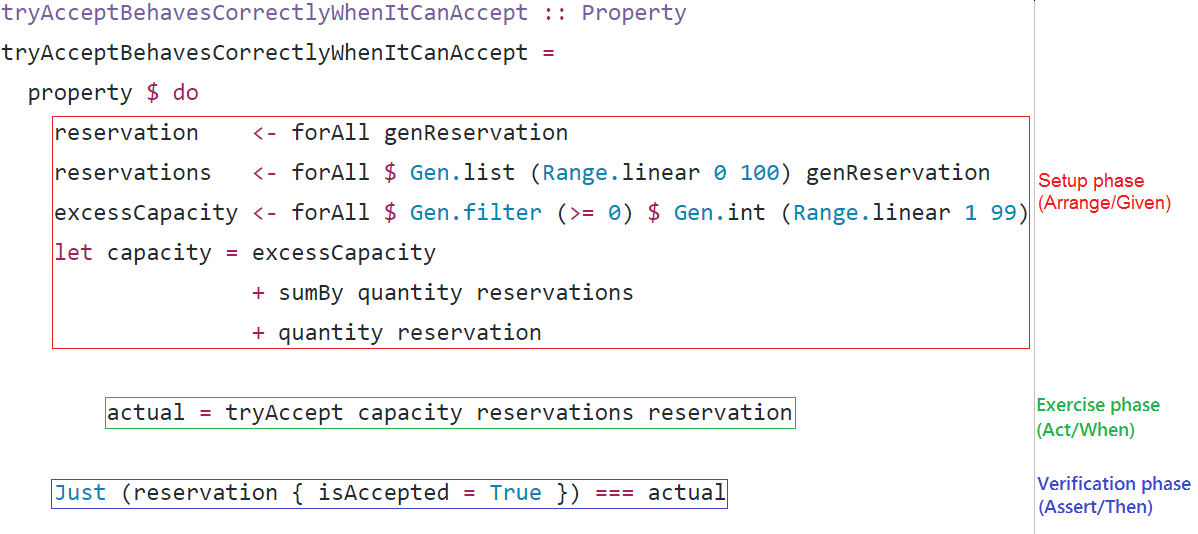 tryAcceptBehavesCorrectlyWhenItCanAccept :: Property
tryAcceptBehavesCorrectlyWhenItCanAccept =
  property $ do
    reservation    <- forAll genReservation
    reservations   <- forAll $ Gen.list (Range.linear 0 100) genReservation
    excessCapacity <- forAll $ Gen.filter (>= 0) $ Gen.int (Range.linear 1 99)
    let capacity = excessCapacity
                   + sumBy quantity reservations
                   + quantity reservation
Setup phase
(Arrange/Given)
        actual = tryAccept capacity reservations reservation
Exercise phase
(Act/When)
    Just (reservation { isAccepted = True }) === actual
Verification phase
(Assert/Then)